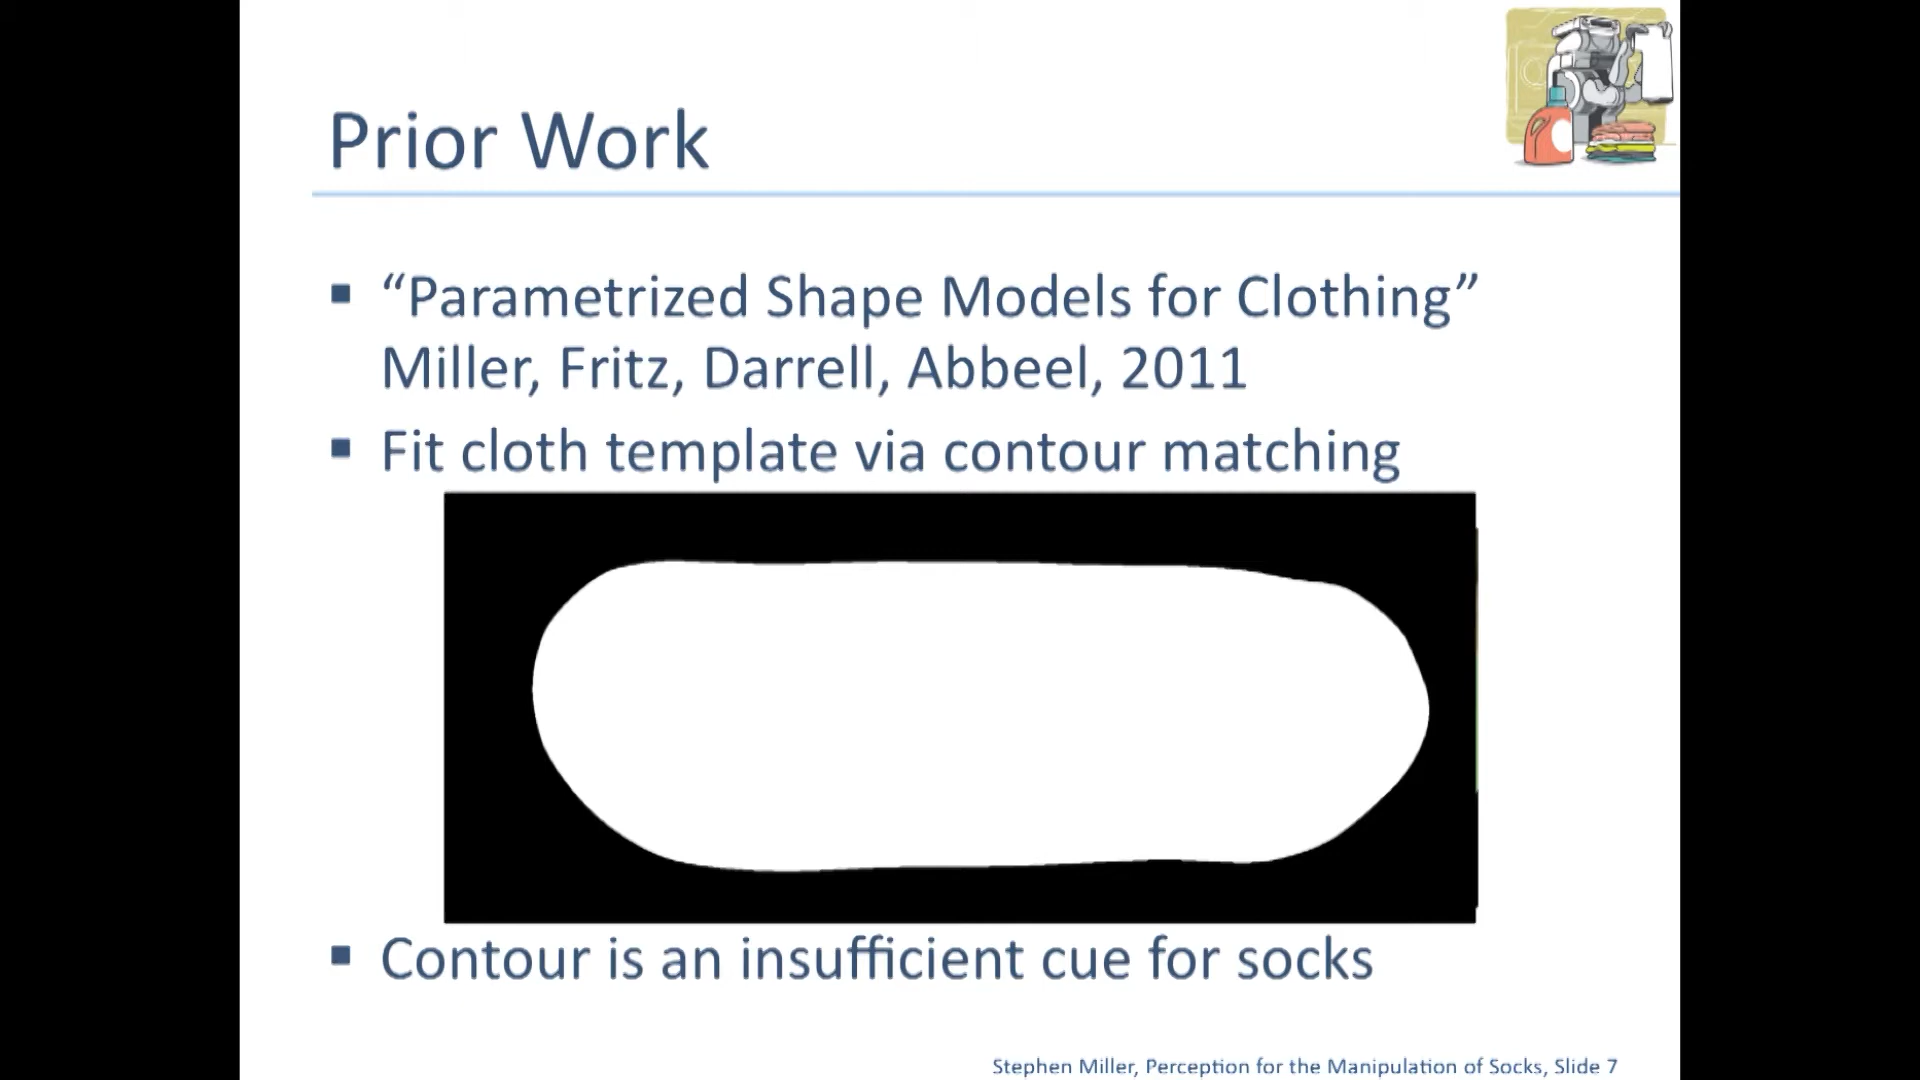 Prior Work
▪ “Parametrized Shape Models for Clothing”
Miller, Fritz, Darrell, Abbeel, 2011
▪ Fit cloth template via contour matching
▪ Contour is an insufficient cue for socks
Stephen Miller, Perception for the Manipulation of Socks, Slide 7